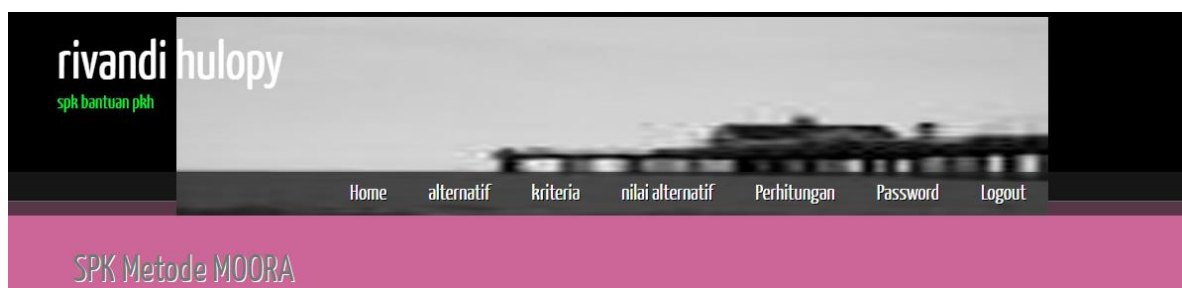 rivandi hulopy
spk bantuan pkh
Home alternatif kriteria nilai alternatif Perhitungan Password Logout
SPK Metode MOORA